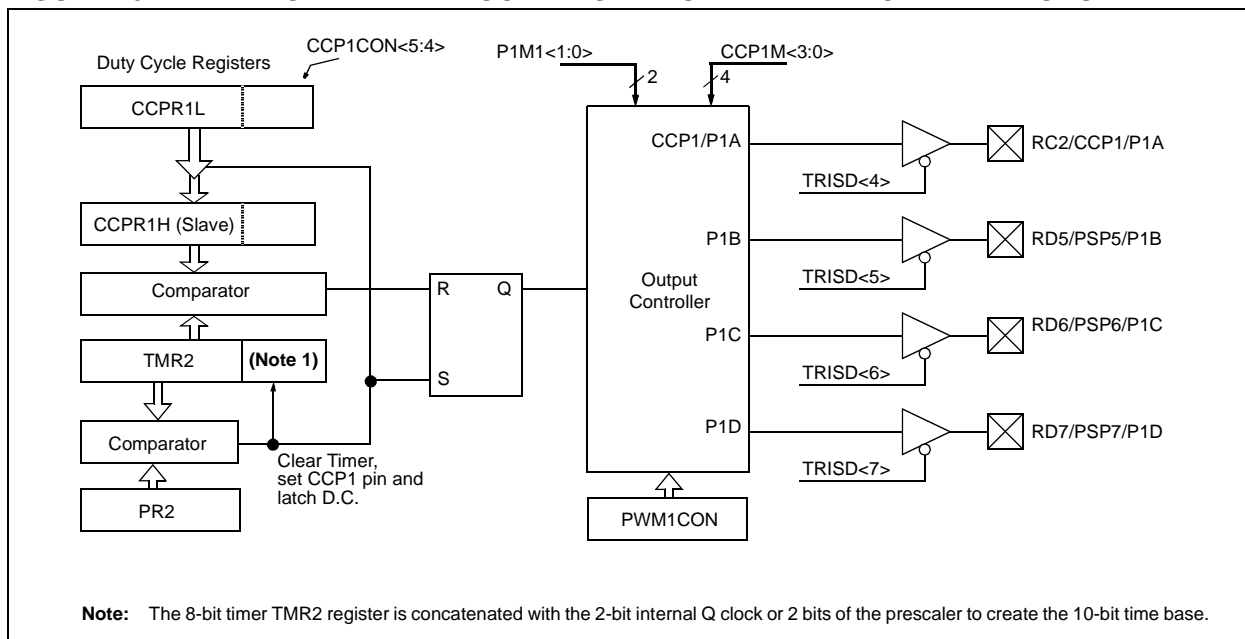 CCP1CON<5:4>
Duty Cycle Registers
CCPR1L
CCPR1H (Slave)
Comparator
TMR2
(Note 1)
Comparator
PR2
Clear Timer,
set CCP1 pin and
latch D.C.
R
Q
S
P1M1<1:0>
2
CCP1M<3:0>
4
Output
Controller
CCP1/P1A
P1B
P1C
P1D
PWM1CON
TRISD<4>
RC2/CCP1/P1A
TRISD<5>
RD5/PSP5/P1B
TRISD<6>
RD6/PSP6/P1C
TRISD<7>
RD7/PSP7/P1D
Note: The 8-bit timer TMR2 register is concatenated with the 2-bit internal Q clock or 2 bits of the prescaler to create the 10-bit time base.